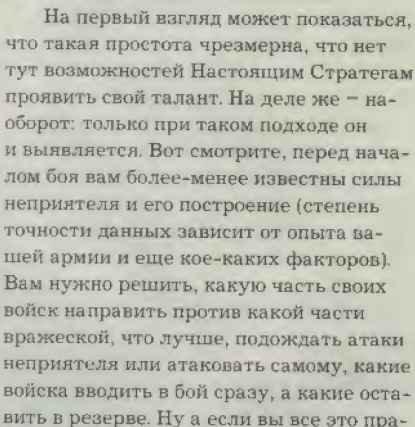 На первый взгляд может показаться,
что такая простота чрезмерна, что нет
тут возможностей Настоящим Стратегам
проявить свой талант. На деле же — на-
оборот: только при таком подходе он
и выявляется. Вот смотрите, перед нача-
лом боя вам более-менее известны силы
неприятеля и его построение (степень
точности данных зависит от опыта ва-
шей армии и еще кое-каких факторов).
Вам нужно решить, какую часть своих
войск направить против какой части
вражеской, что лучше, подождать атаки
неприятеля или атаковать самому, какие
войска вводить в бой сразу, а какие оста-
вить в резерве. Ну а если вы все это пра-